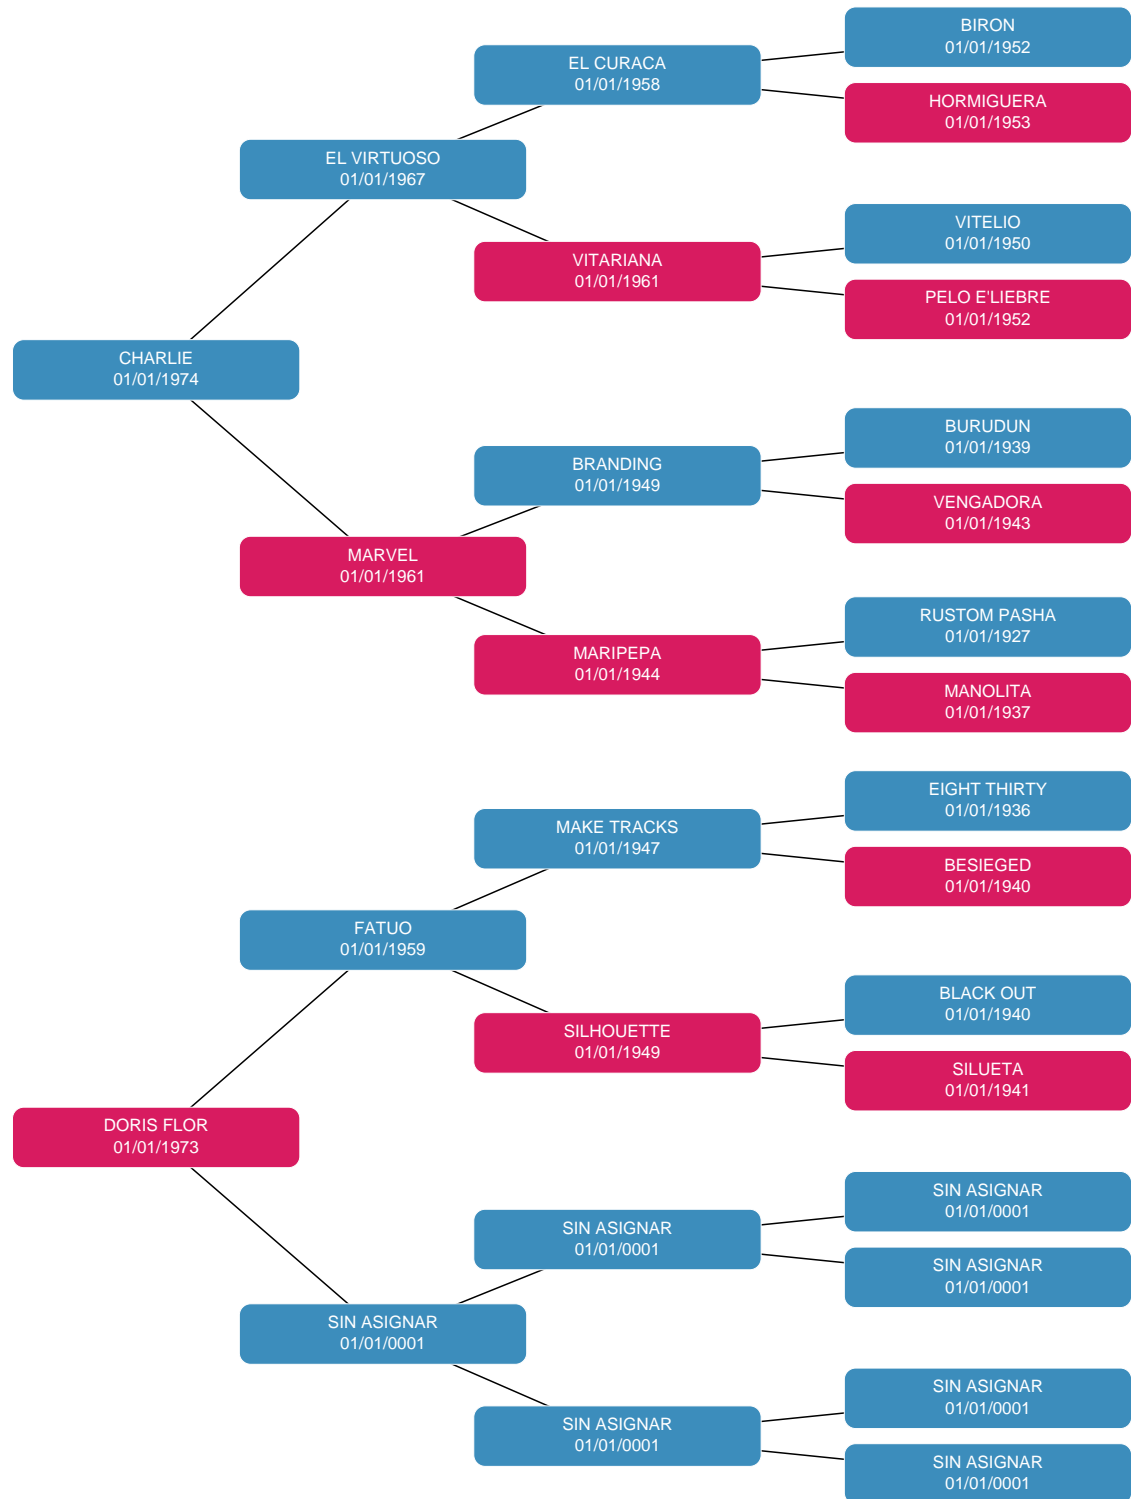 BIRON
01/01/1952
EL CURACA
01/01/1958
HORMIGUERA
01/01/1953
EL VIRTUOSO
01/01/1967
VITELIO
01/01/1950
VITARIANA
01/01/1961
PELO E'LIEBRE
01/01/1952
CHARLIE
01/01/1974
BURUDUN
01/01/1939
BRANDING
01/01/1949
VENGADORA
01/01/1943
MARVEL
01/01/1961
RUSTOM PASHA
01/01/1927
MARIPEPA
01/01/1944
MANOLITA
01/01/1937
EIGHT THIRTY
01/01/1936
MAKE TRACKS
01/01/1947
BESIEGED
01/01/1940
FATUO
01/01/1959
BLACK OUT
01/01/1940
SILHOUETTE
01/01/1949
SILUETA
01/01/1941
DORIS FLOR
01/01/1973
SIN ASIGNAR
01/01/0001
SIN ASIGNAR
01/01/0001
SIN ASIGNAR
01/01/0001
SIN ASIGNAR
01/01/0001
SIN ASIGNAR
01/01/0001
SIN ASIGNAR
01/01/0001
SIN ASIGNAR
01/01/0001